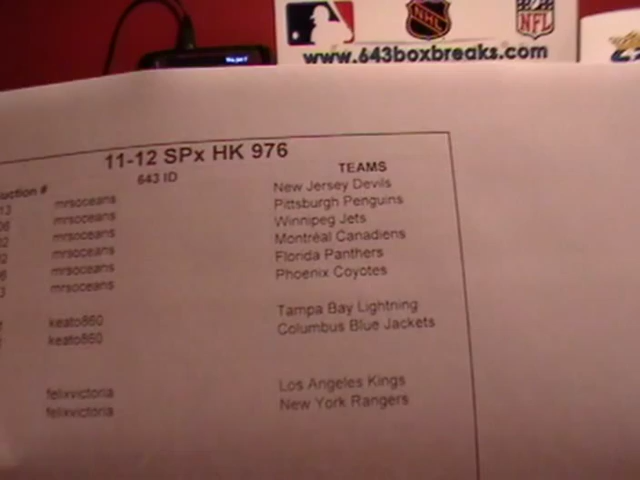 NHL
NFL
www.643boxbreaks.com
11-12 SPx HK 976
643 ID
TEAMS
mrsoceans New Jersey Devils
mrsoceans Pittsburgh Penguins
mrsoceans Winnipeg Jets
mrsoceans Montréal Canadiens
mrsoceans Florida Panthers
mrsoceans Phoenix Coyotes
keato860 Tampa Bay Lightning
keato860 Columbus Blue Jackets
felixvictoria Los Angeles Kings
felixvictoria New York Rangers